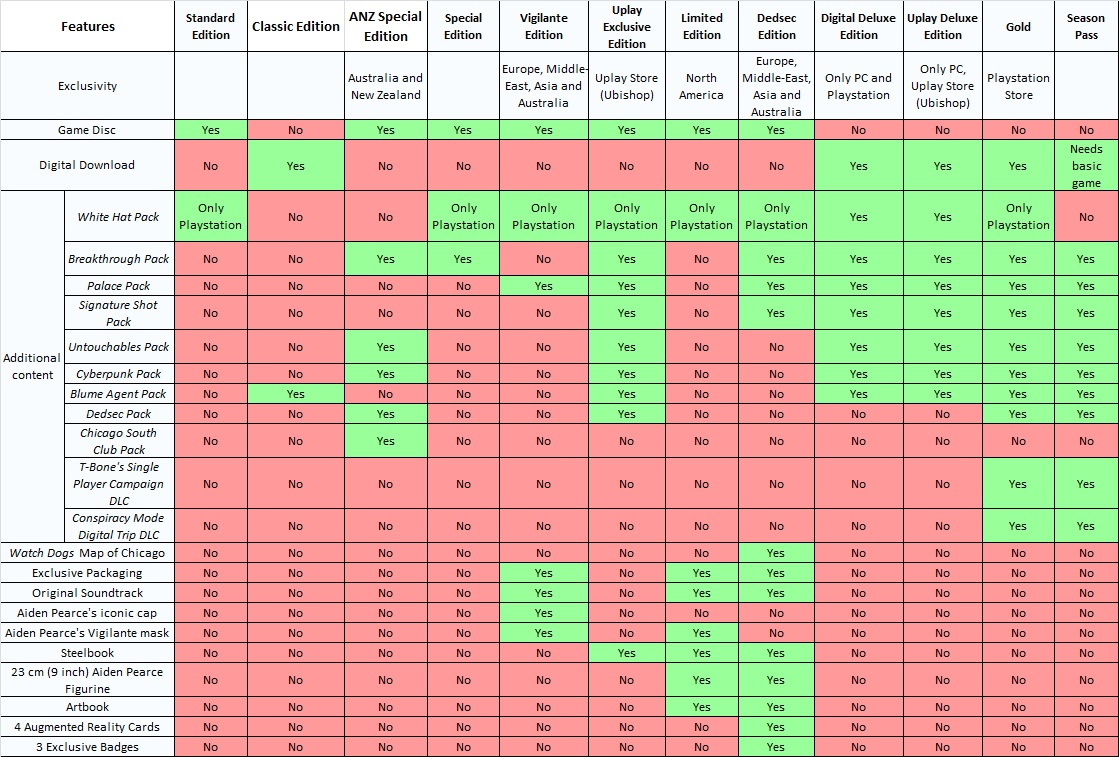 Features Standard Edition Classic Edition ANZ Special Edition Special Edition Vigilante Edition Uplay Exclusive Edition Limited Edition Dedsec Edition Digital Deluxe Edition Uplay Deluxe Edition Gold Season Pass
Exclusivity Australia and New Zealand Europe, Middle-East, Asia and Australia Uplay Store (Ubishop) North America Europe, Middle-East, Asia and Australia Only PC and Playstation Only PC, Uplay Store (Ubishop) Playstation Store
Game Disc Yes No Yes Yes Yes Yes Yes Yes No No No No
Digital Download No Yes No No No No No No Yes Yes Yes Needs basic game
Additional content
White Hat Pack Only Playstation No No Only Playstation Only Playstation Only Playstation Only Playstation Only Playstation Yes Yes Only Playstation No
Breakthrough Pack No No Yes Yes No Yes No Yes Yes Yes Yes Yes
Palace Pack No No No No Yes Yes No Yes Yes Yes Yes Yes
Signature Shot Pack No No No No No Yes No Yes Yes Yes Yes Yes
Untouchables Pack No No Yes No No Yes No No Yes Yes Yes Yes
Cyberpunk Pack No No Yes No No Yes No No Yes Yes Yes Yes
Blume Agent Pack No Yes No No No Yes No No Yes Yes Yes Yes
Dedsec Pack No No Yes No No Yes No No No No Yes Yes
Chicago South Club Pack No No Yes No No No No No No No No No
T-Bone's Single Player Campaign DLC No No No No No No No No No No Yes Yes
Conspiracy Mode Digital Trip DLC No No No No No No No No No No Yes Yes
Watch Dogs Map of Chicago No No No No No No No Yes No No No No
Exclusive Packaging No No No No Yes No Yes Yes No No No No
Original Soundtrack No No No No Yes No Yes Yes No No No No
Aiden Pearce's iconic cap No No No No Yes No No No No No No No
Aiden Pearce's Vigilante mask No No No No Yes No Yes No No No No No
Steelbook No No No No No Yes Yes Yes No No No No
23 cm (9 inch) Aiden Pearce Figurine No No No No No No Yes Yes No No No No
Artbook No No No No No No Yes Yes No No No No
4 Augmented Reality Cards No No No No No No No Yes No No No No
3 Exclusive Badges No No No No No No No Yes No No No No